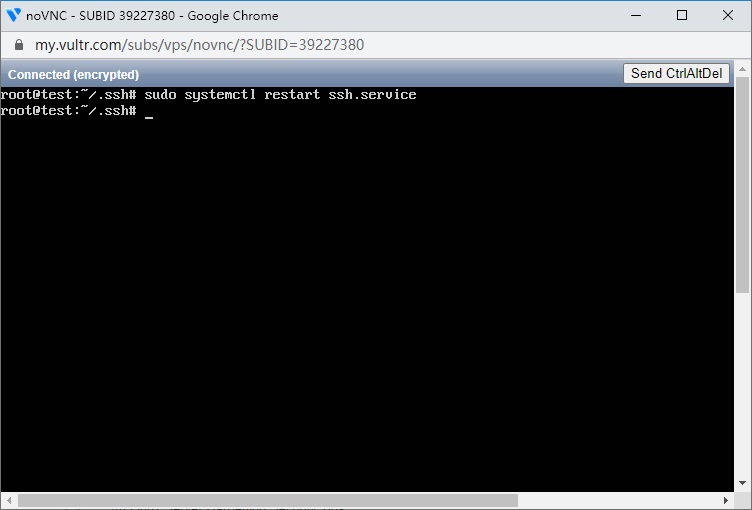 noVNC - SUBID 39227380 - Google Chrome
my.vultr.com/subs/vps/novnc/?SUBID=39227380
Connected (encrypted)
Send CtrlAltDel
root@test:~/.ssh# sudo systemctl restart ssh.service
root@test:~/.ssh# _